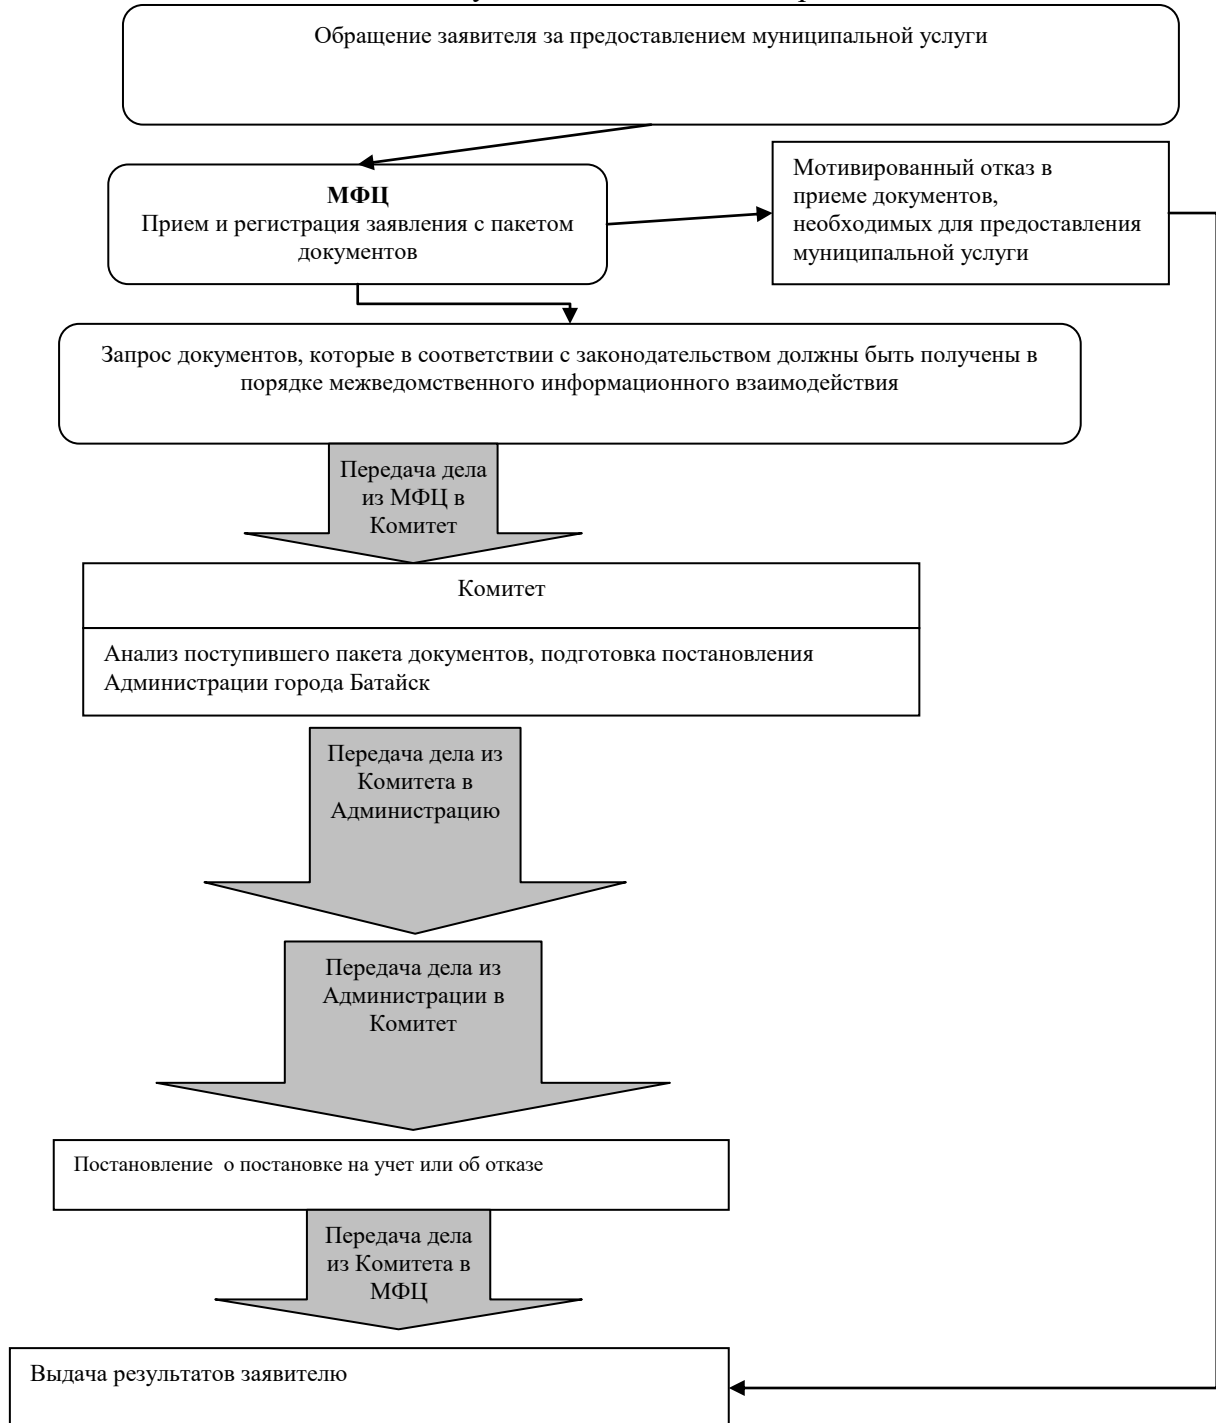 Обращение заявителя за предоставлением муниципальной услуги
МФЦ
Прием и регистрация заявления с пакетом
документов
Мотивированный отказ в
приеме документов,
необходимых для предоставления
муниципальной услуги
Запрос документов, которые в соответствии с законодательством должны быть получены в
порядке межведомственного информационного взаимодействия
Передача дела
из МФЦ в
Комитет
Комитет
Анализ поступившего пакета документов, подготовка постановления
Администрации города Батайск
Передача дела из
Комитета в
Администрацию
Передача дела из
Администрации в
Комитет
Постановление о постановке на учет или об отказе
Передача дела
из Комитета в
МФЦ
Выдача результатов заявителю